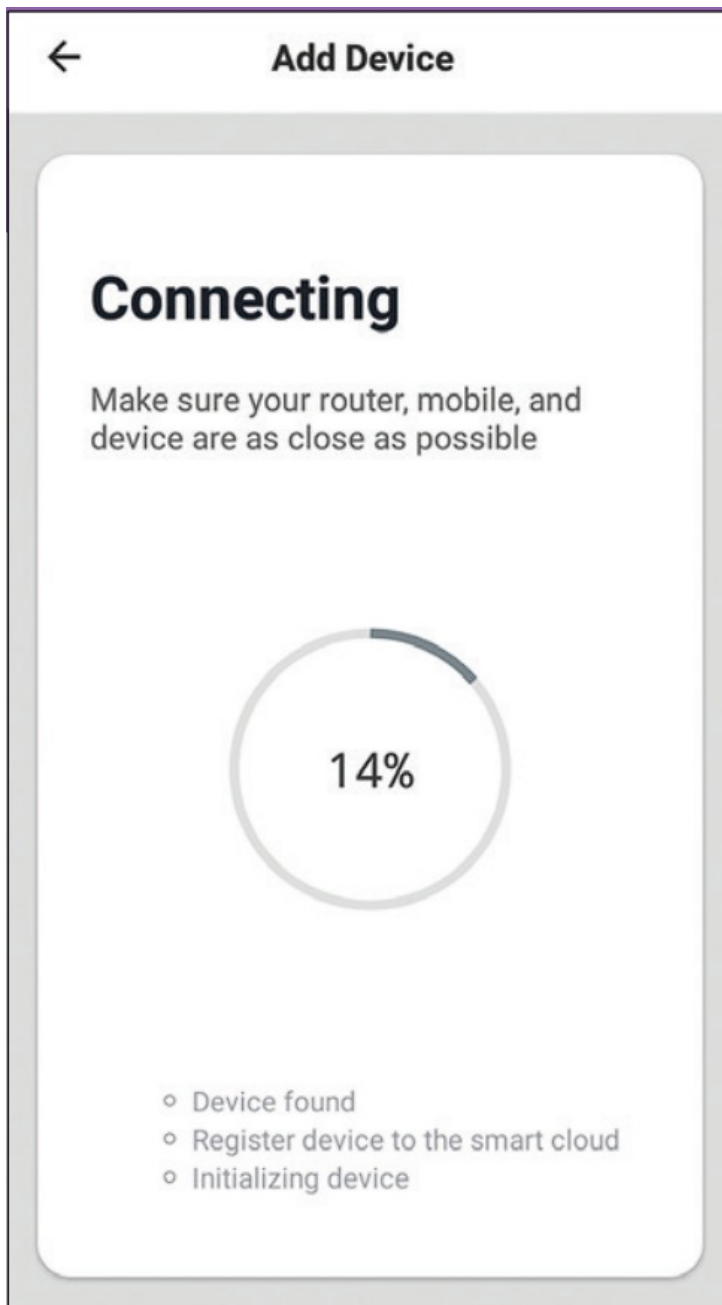 Add Device
Connecting
Make sure your router, mobile, and
device are as close as possible
14%
Device found
Register device to the smart cloud
Initializing device